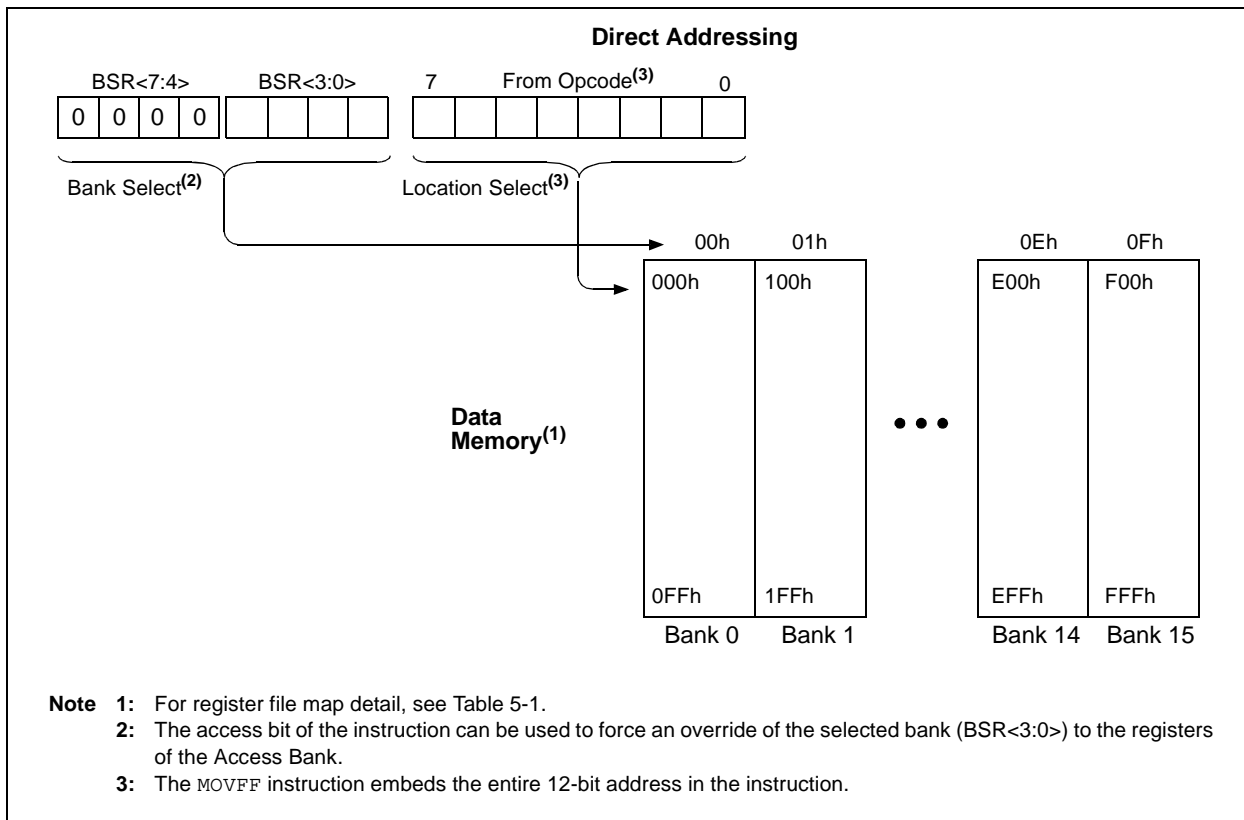 Direct Addressing
BSR<7:4> BSR<3:0> 7 From Opcode(3) 0
0 0 0 0
Bank Select(2) Location Select(3)
00h 01h 0Eh 0Fh
000h 100h E00h F00h
Data
Memory(1)
0FFh 1FFh EFFh FFFh
Bank 0 Bank 1 Bank 14 Bank 15
Note 1: For register file map detail, see Table 5-1.
2: The access bit of the instruction can be used to force an override of the selected bank (BSR<3:0>) to the registers
of the Access Bank.
3: The MOVFF instruction embeds the entire 12-bit address in the instruction.